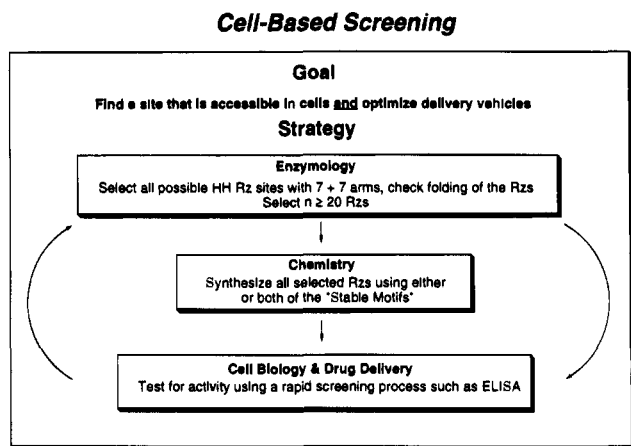 Cell-Based Screening
Goal
Find a site that is accessible in cells and optimize delivery vehicles
Strategy
Enzymology
Select all possible HH Rz sites with 7 + 7 arms, check folding of the Rzs
Select n ≥ 20 Rzs
Chemistry
Synthesize all selected Rzs using either
or both of the "Stable Motifs"
Cell Biology & Drug Delivery
Test for activity using a rapid screening process such as ELISA